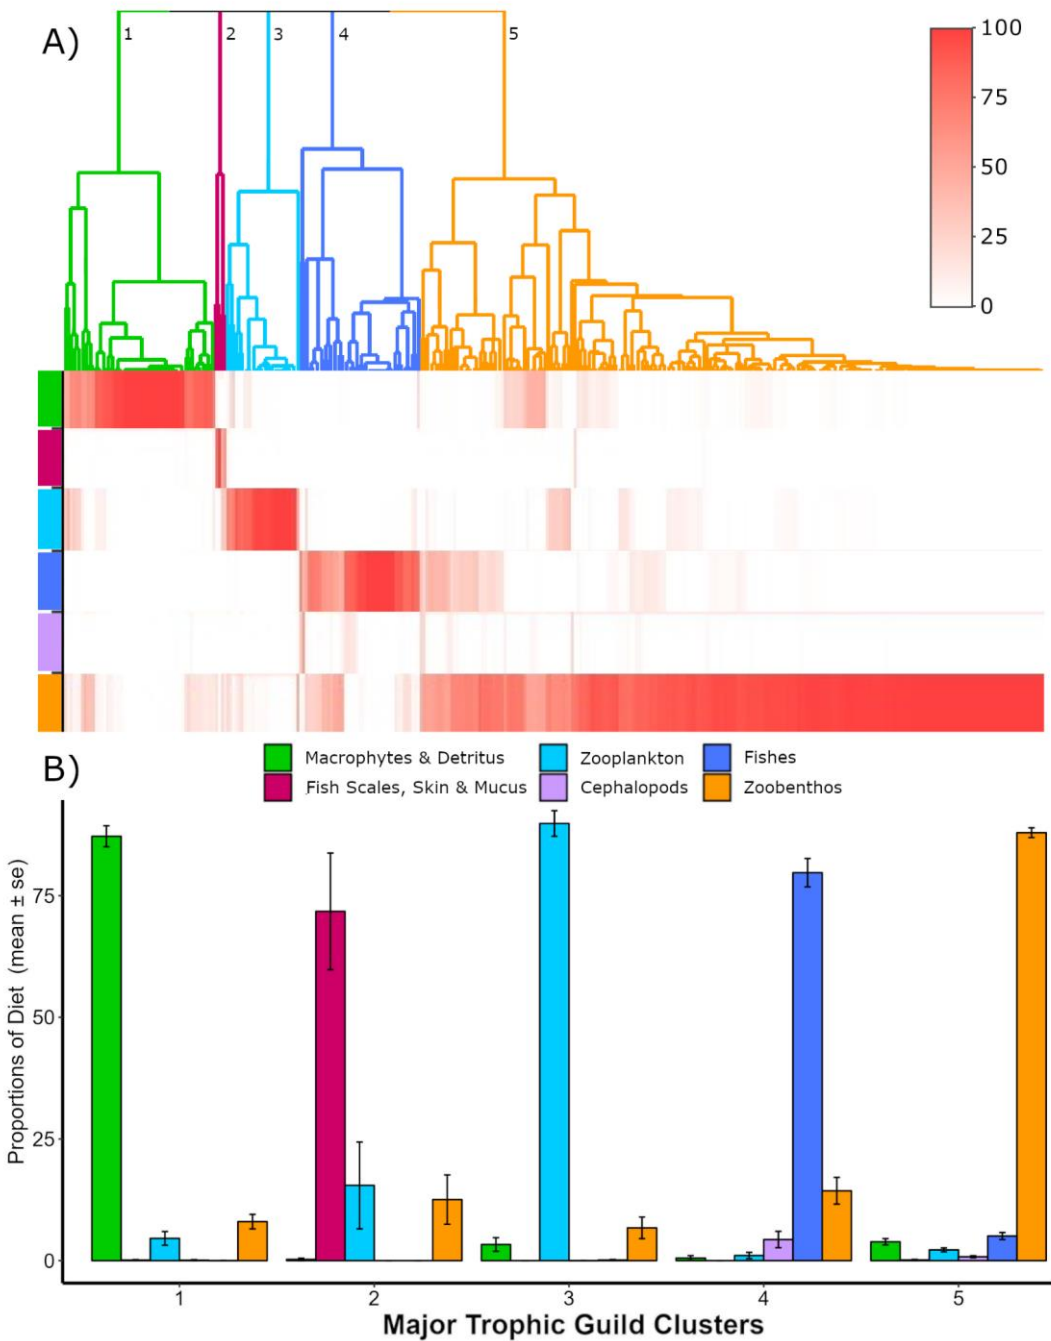 A)
1
2
3
4
5
100
75
50
25
0
Macrophytes & Detritus
Zooplankton
Fishes
Fish Scales, Skin & Mucus
Cephalopods
Zoobenthos
B)
Proportions of Diet (mean ± se)
75
50
25
0
1
2
3
4
5
Major Trophic Guild Clusters